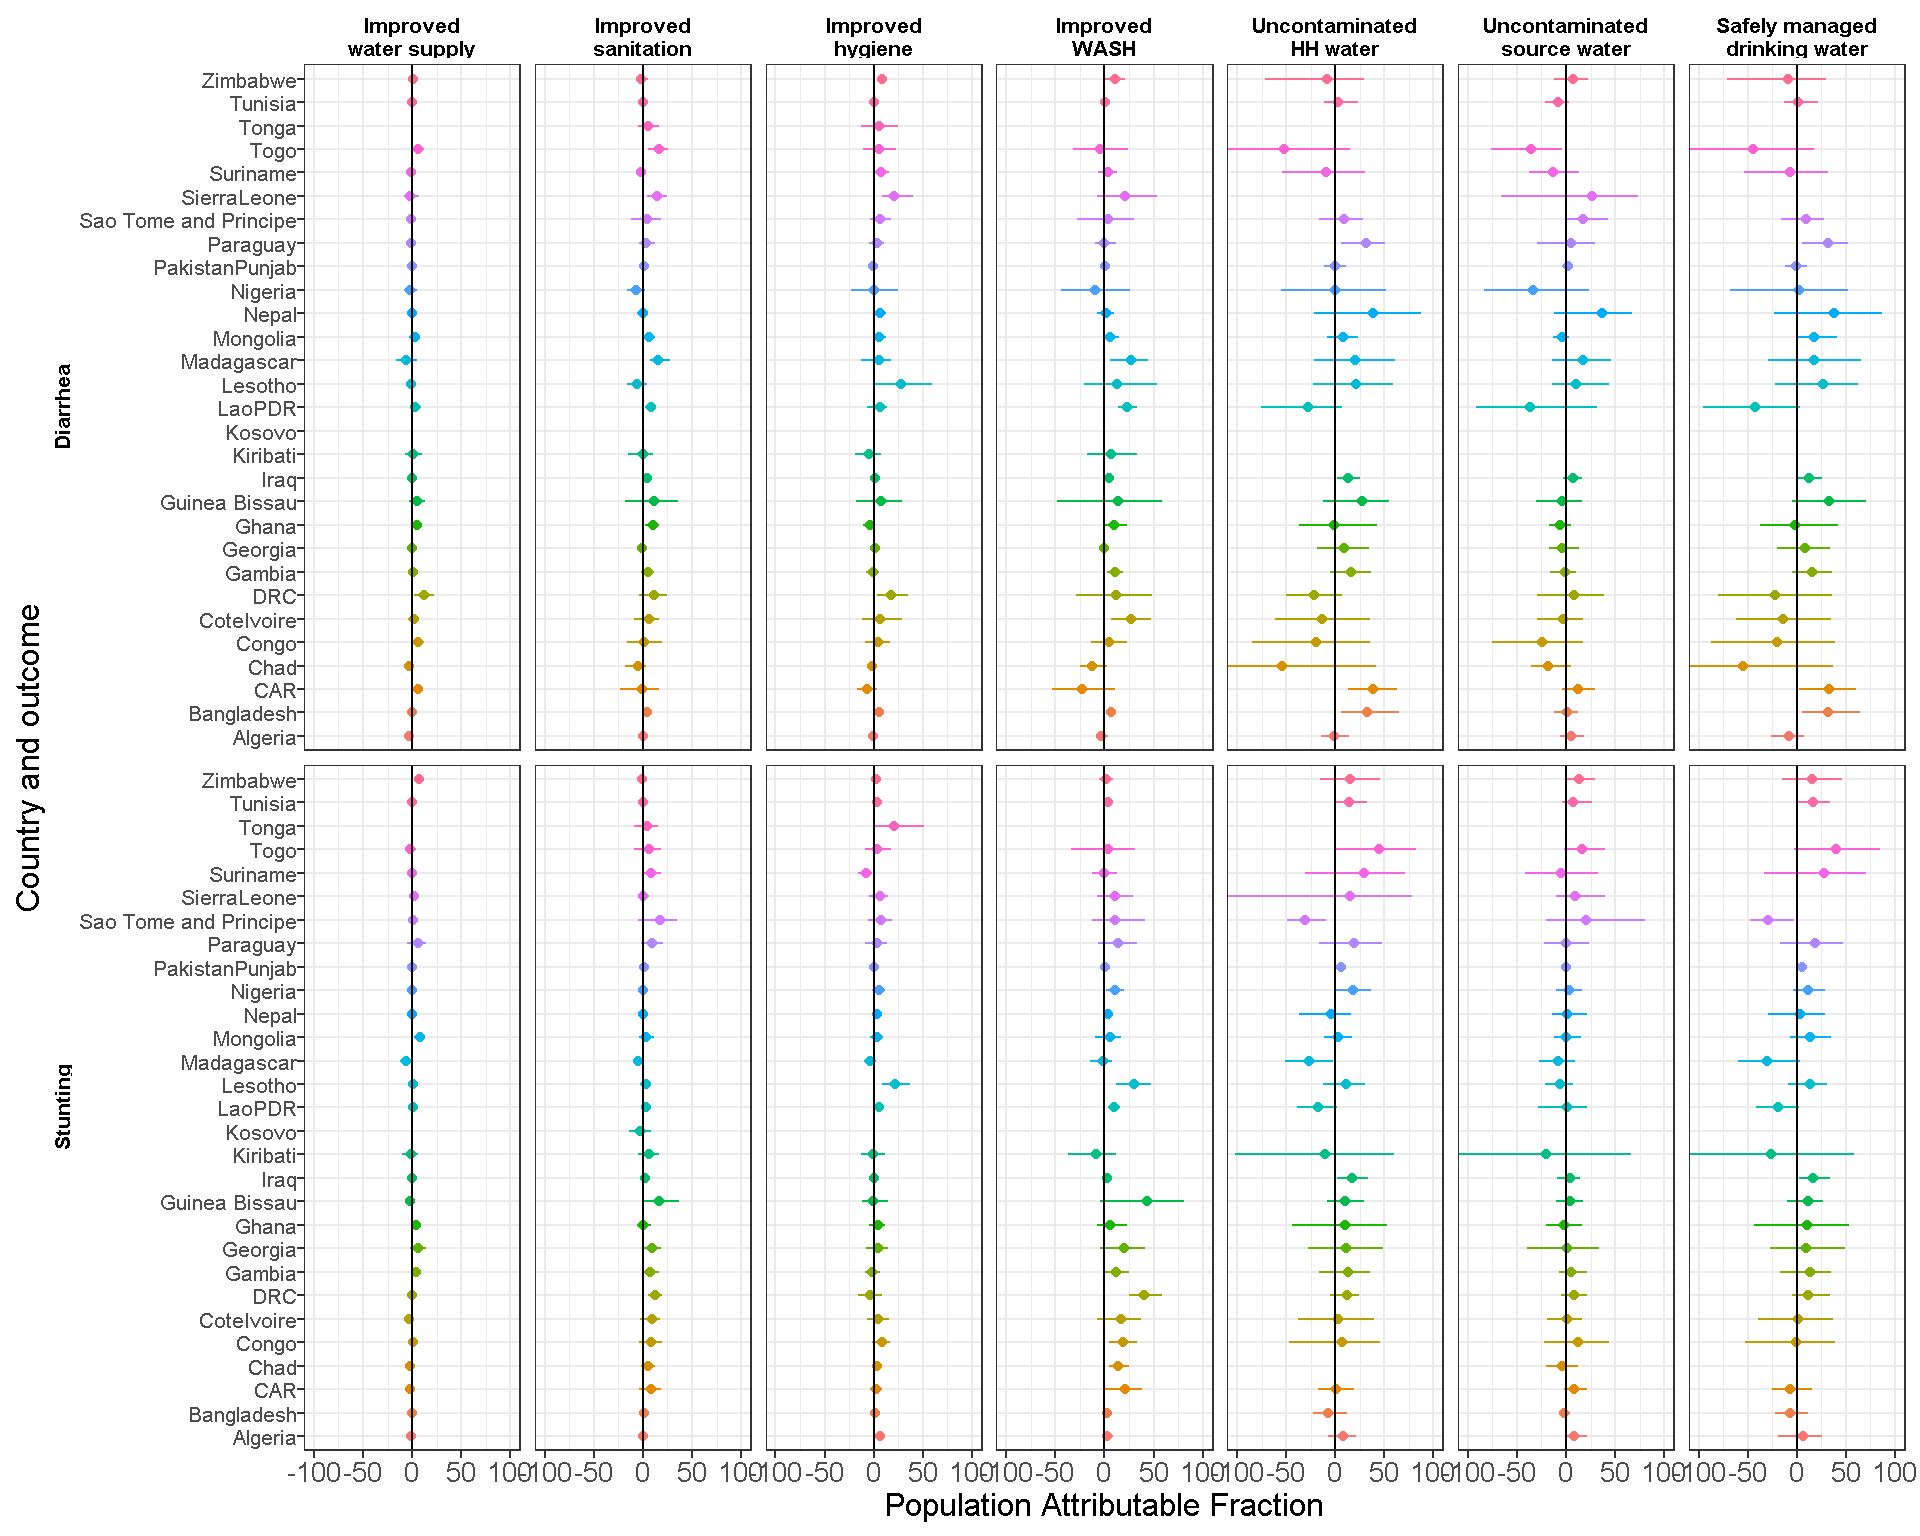 Improved
water supply
Improved
sanitation
Improved
hygiene
Improved
WASH
Uncontaminated
HH water
Uncontaminated
source water
Safely managed
drinking water
Country and outcome
Diarrhea
Zimbabwe
Tunisia
Tonga
Togo
Suriname
SierraLeone
Sao Tome and Principe
Paraguay
PakistanPunjab
Nigeria
Nepal
Mongolia
Madagascar
Lesotho
LaoPDR
Kosovo
Kiribati
Iraq
Guinea Bissau
Ghana
Georgia
Gambia
DRC
CoteIvoire
Congo
Chad
CAR
Bangladesh
Algeria
Stunting
Zimbabwe
Tunisia
Tonga
Togo
Suriname
SierraLeone
Sao Tome and Principe
Paraguay
PakistanPunjab
Nigeria
Nepal
Mongolia
Madagascar
Lesotho
LaoPDR
Kosovo
Kiribati
Iraq
Guinea Bissau
Ghana
Georgia
Gambia
DRC
CoteIvoire
Congo
Chad
CAR
Bangladesh
Algeria
-100 -50 0 50 100 -100 -50 0 50 100 -100 -50 0 50 100 -100 -50 0 50 100 -100 -50 0 50 100 -100 -50 0 50 100 -100 -50 0 50 100
Population Attributable Fraction